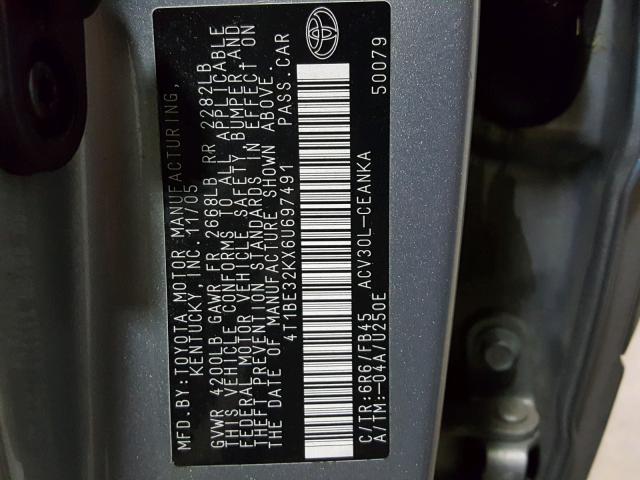 MFD.BY:TOYOTA MOTOR MANUFACTURING,
KENTUCKY, INC. 11/05
GVWR 4200LB GAWR FR 2668LB RR 2282LB
THIS VEHICLE CONFORMS TO ALL APPLICABLE
FEDERAL MOTOR VEHICLE SAFETY, BUMPER, AND
THEFT PREVENTION STANDARDS IN EFFECT ON
THE DATE OF MANUFACTURE SHOWN ABOVE.
4T1BE32KX6U697491 PASS.CAR
C/TR:6R6/FB45 ACV30L-CEANKA
A/TM:-04A/U250E 50079